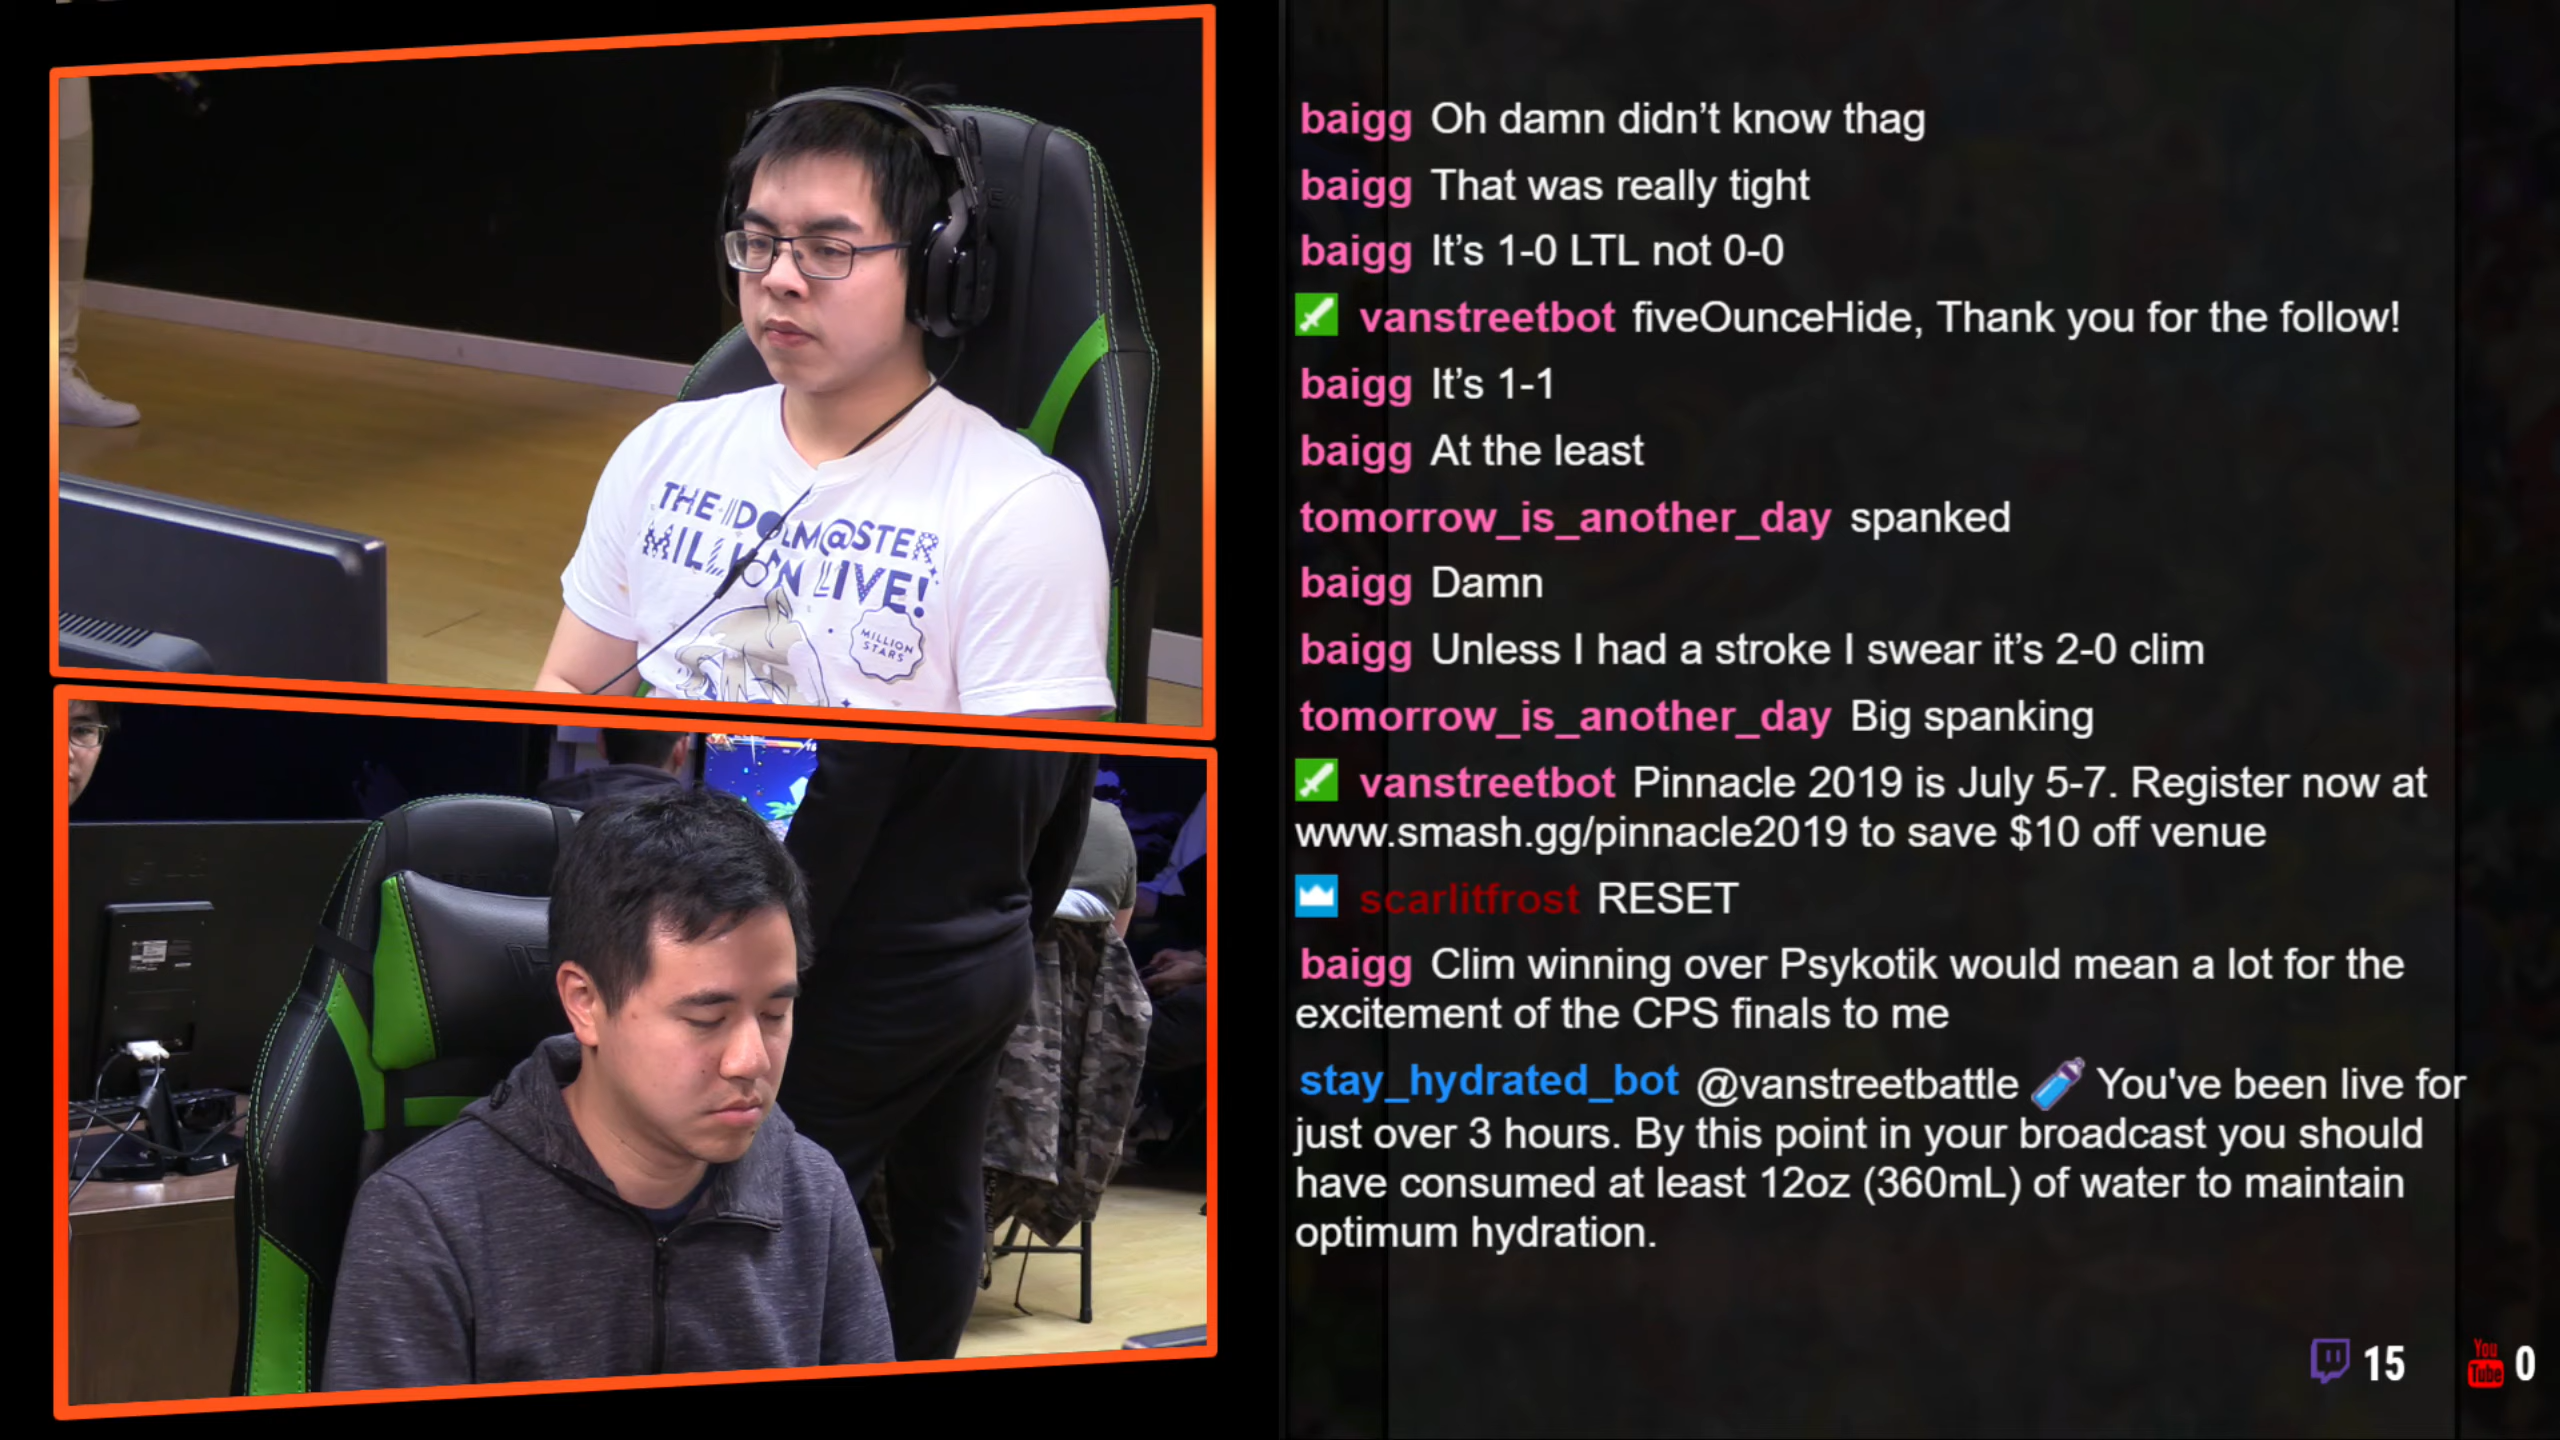 THE IDOLM@STER
MILLION LIVE!
MILLION
STARS
baigg Oh damn didn’t know thag
baigg That was really tight
baigg It’s 1-0 LTL not 0-0
vanstreetbot fiveOunceHide, Thank you for the follow!
baigg It’s 1-1
baigg At the least
tomorrow_is_another_day spanked
baigg Damn
baigg Unless I had a stroke I swear it’s 2-0 clim
tomorrow_is_another_day Big spanking
vanstreetbot Pinnacle 2019 is July 5-7. Register now at
www.smash.gg/pinnacle2019 to save $10 off venue
scarlitfrost RESET
baigg Clim winning over Psykotik would mean a lot for the
excitement of the CPS finals to me
stay_hydrated_bot @vanstreetbattle You've been live for
just over 3 hours. By this point in your broadcast you should
have consumed at least 12oz (360mL) of water to maintain
optimum hydration.
15
You
Tube 0